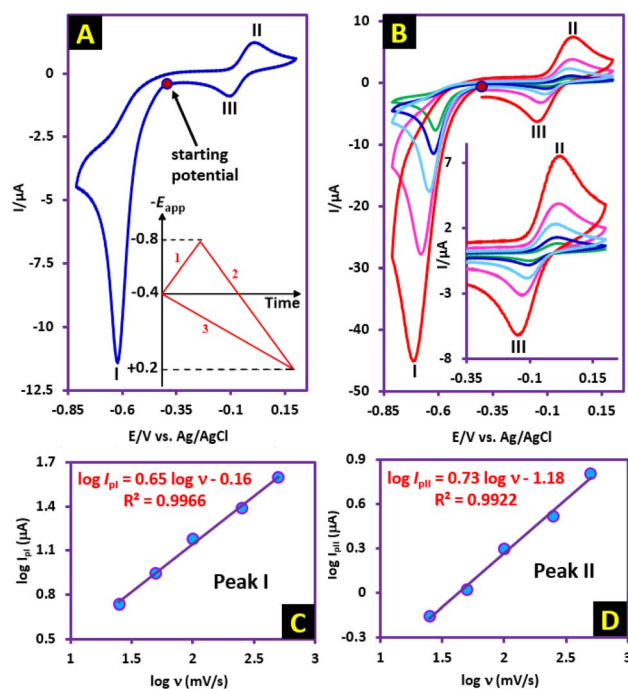 A
II
0
III
starting
potential
-2.5
-5
-7.5
-10
-12.5
I/µA
I
-E app
-0.8
1
2
-0.4
Time
3
+0.2
-0.85
-0.6
-0.35
-0.1
0.15
E/V vs. Ag/AgCl
B
II
10
0
-10
-20
-30
-40
-50
I/µA
III
I
II
7
2
-3
-8
I/µA
III
-0.35
-0.1
0.15
-0.85
-0.6
-0.35
-0.1
0.15
E/V vs. Ag/AgCl
1.7
1.4
1.1
0.8
0.5
log IpI (µA)
log IpI = 0.65 log ν - 0.16
R² = 0.9966
Peak I
C
1
1.5
2
2.5
3
log ν (mV/s)
0.9
0.6
0.3
0
-0.3
log IpII (µA)
log IpII = 0.73 log ν - 1.18
R² = 0.9922
Peak II
D
1
1.5
2
2.5
3
log ν (mV/s)